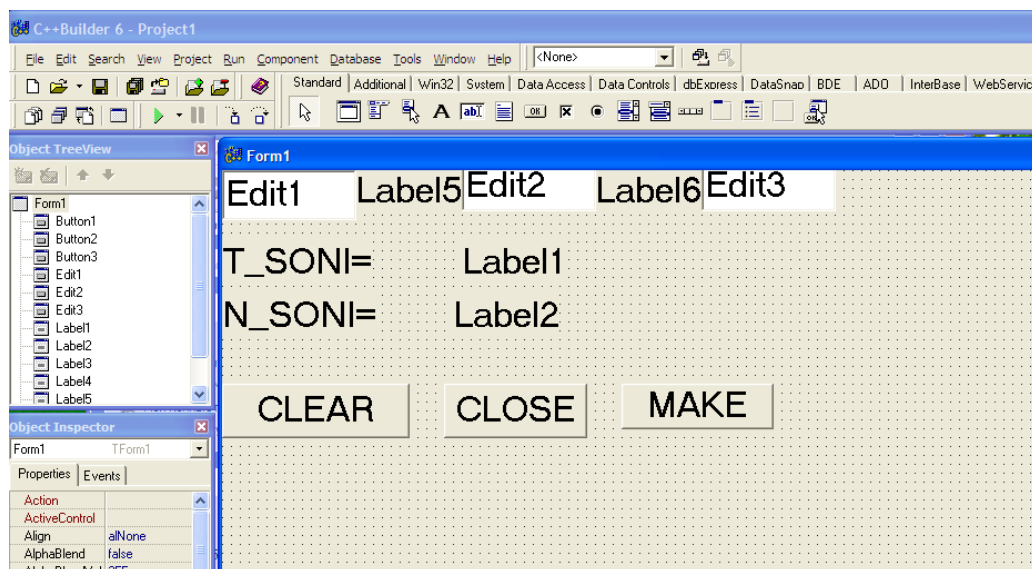 C++Builder 6 - Project1
File Edit Search View Project Run Component Database Tools Window Help <None>
Standard Additional Win32 System Data Access Data Controls dbExpress DataSnap BDE ADO InterBase WebServic
A abI OK
Object TreeView
Form1
Button1
Button2
Button3
Edit1
Edit2
Edit3
Label1
Label2
Label3
Label4
Label5
Object Inspector
Form1 TForm1
Properties Events
Action
ActiveControl
Align alNone
AlphaBlend false
Form1
Edit1 Label5 Edit2 Label6 Edit3
T_SONI= Label1
N_SONI= Label2
CLEAR CLOSE MAKE